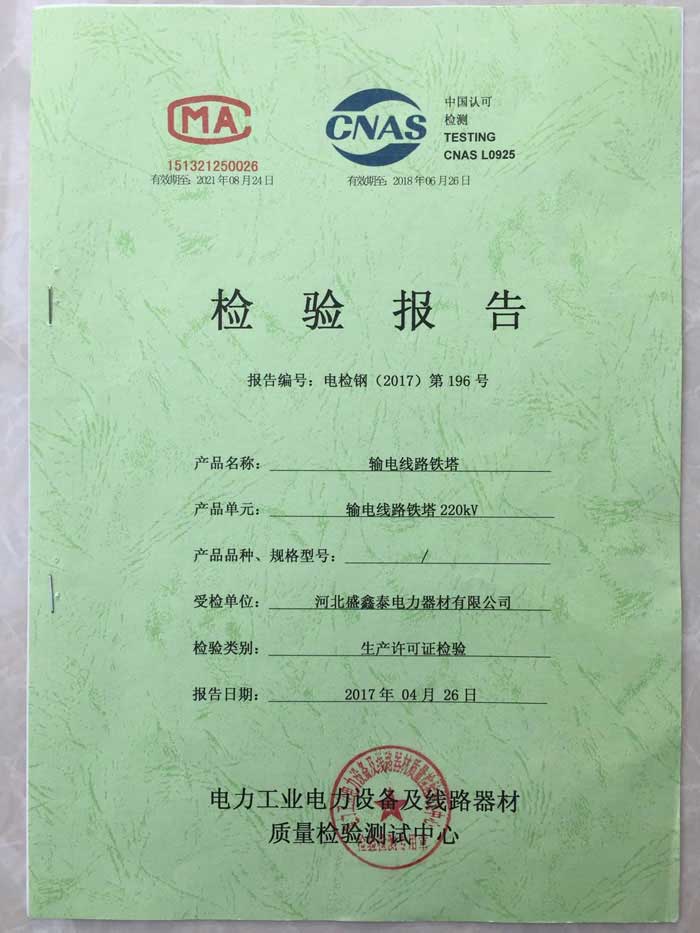 MA
CNAS
中国认可
检测
TESTING
CNAS L0925
151321250026
有效期至: 2021年08月24日
有效期至: 2018年06月26日
检验报告
报告编号：电检钢（2017）第196号
产品名称： 输电线路铁塔
产品单元： 输电线路铁塔220kV
产品品种、规格型号： /
受检单位： 河北盛鑫泰电力器材有限公司
检验类别： 生产许可证检验
报告日期： 2017年 04月 26日
电力工业电力设备及线路器材
质量检验测试中心